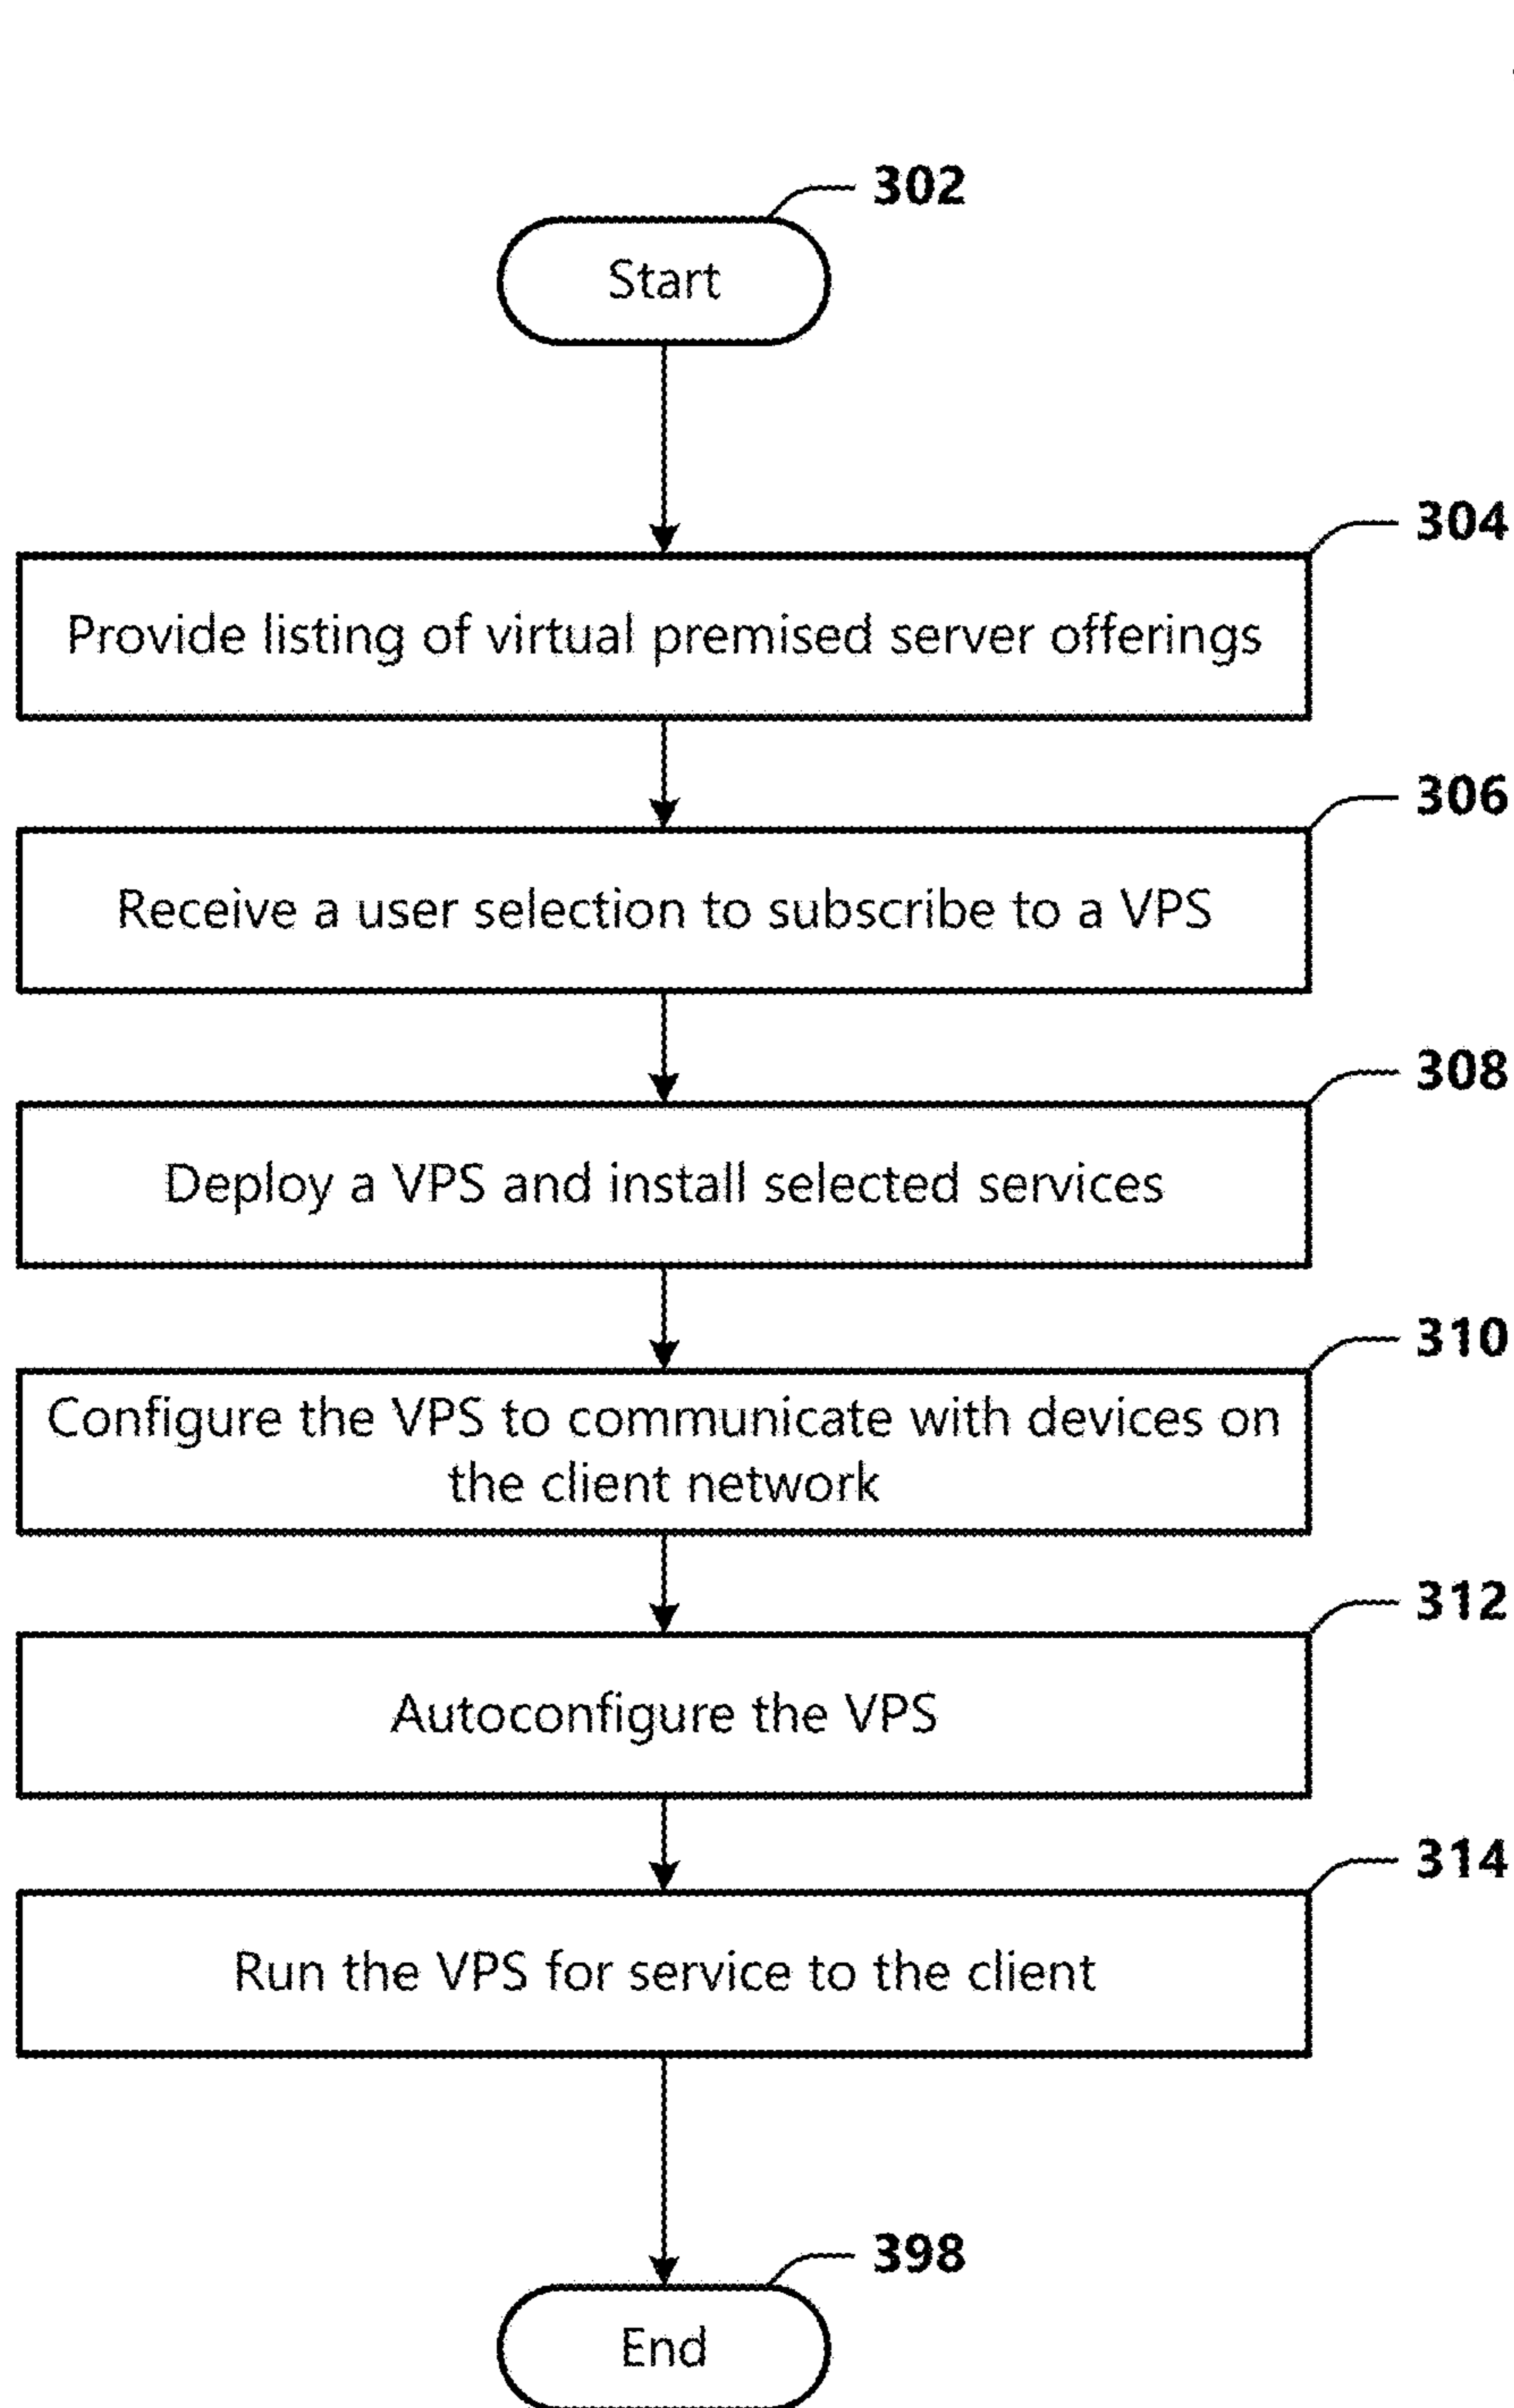 302
Start
304
Provide listing of virtual premised server offerings
306
Receive a user selection to subscribe to a VPS
308
Deploy a VPS and install selected services
310
Configure the VPS to communicate with devices on
the client network
312
Autoconfigure the VPS
314
Run the VPS for service to the client
398
End